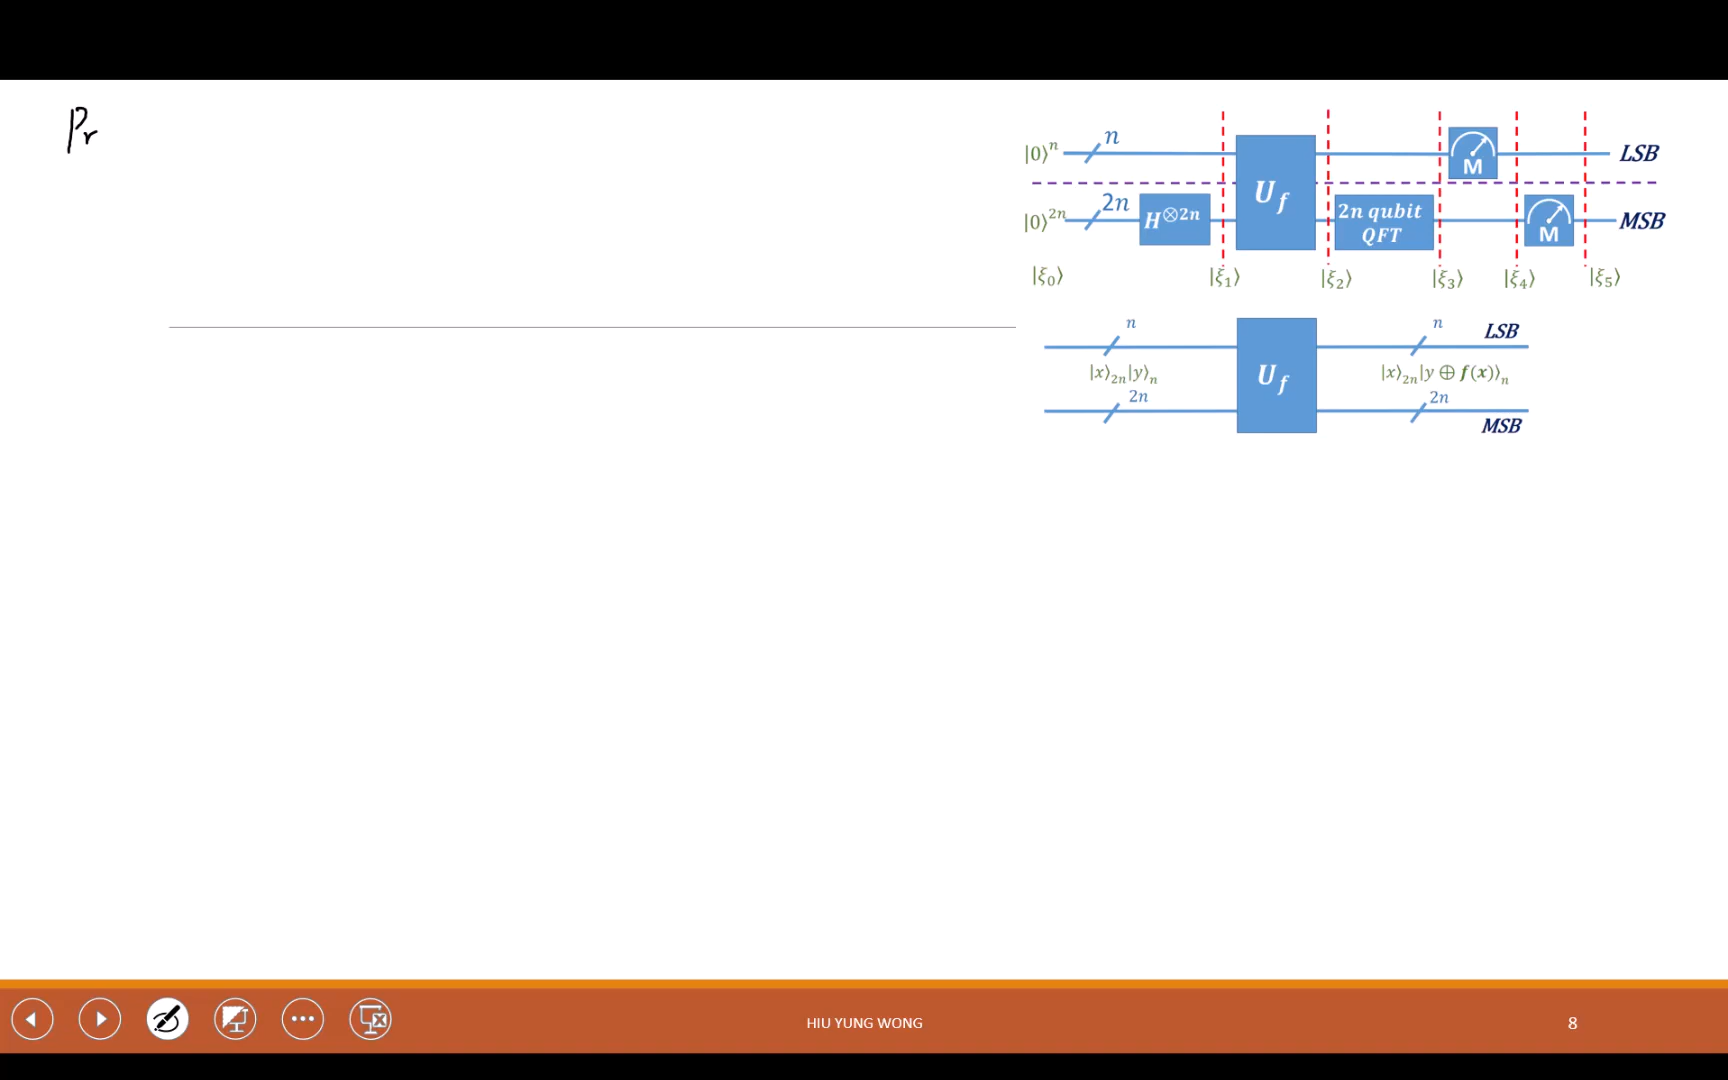 Pr
|0⟩ⁿ n U_f M LSB
|0⟩²ⁿ 2n H^⊗2n 2n qubit QFT M MSB
|ξ₀⟩ |ξ₁⟩ |ξ₂⟩ |ξ₃⟩ |ξ₄⟩ |ξ₅⟩
n n LSB
|x⟩₂ₙ|y⟩ₙ U_f |x⟩₂ₙ|y ⊕ f(x)⟩ₙ
2n 2n
MSB
HIU YUNG WONG 8